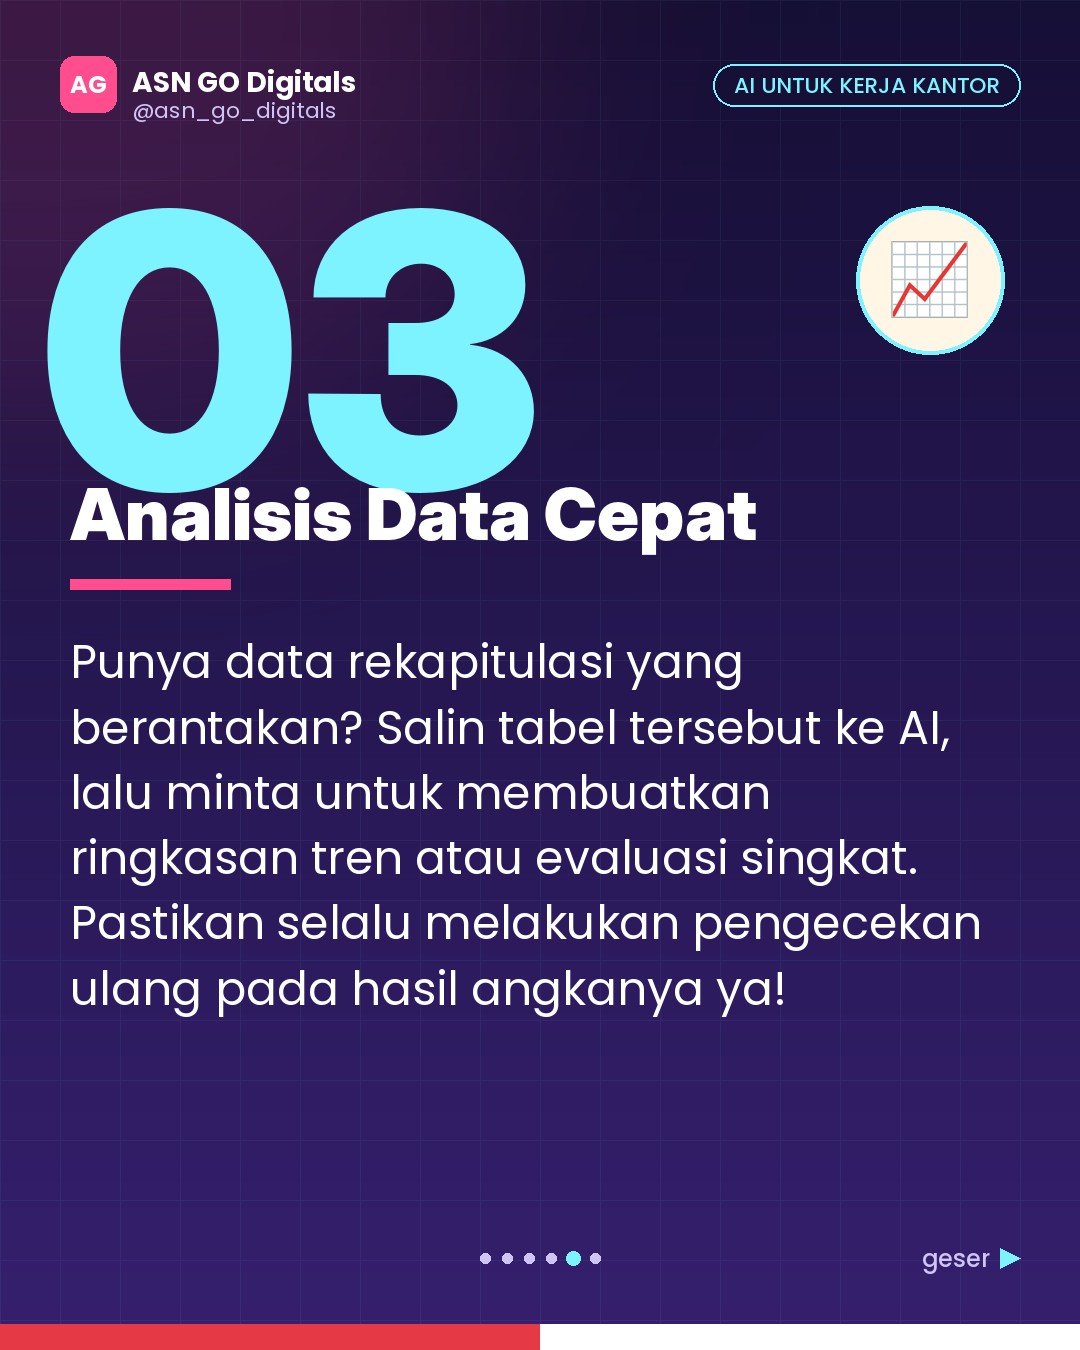 AG
ASN GO Digitals
@asn_go_digitals
AI UNTUK KERJA KANTOR
03
Analisis Data Cepat
Punya data rekapitulasi yang
berantakan? Salin tabel tersebut ke AI,
lalu minta untuk membuatkan
ringkasan tren atau evaluasi singkat.
Pastikan selalu melakukan pengecekan
ulang pada hasil angkanya ya!
geser